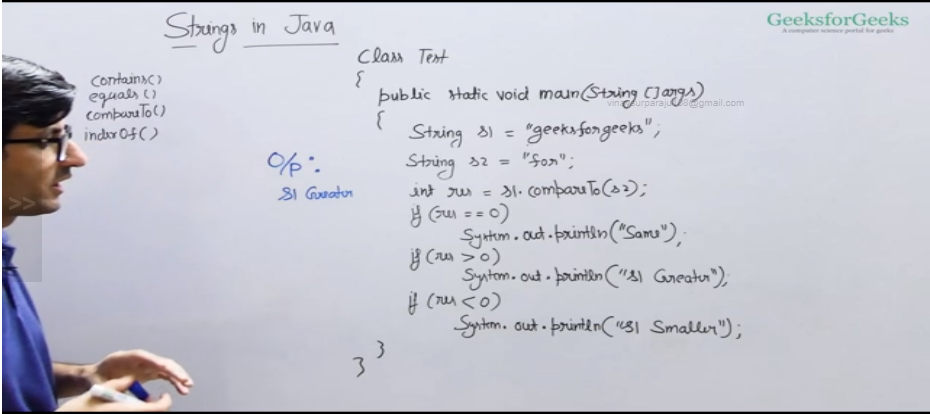 Strings in Java
GeeksforGeeks
A computer science portal for geeks
contains()
equals()
compareTo()
indexOf()
O/p:
S1 Greater
Class Test
{
public static void main(String []args)
{
String s1 = "geeksforgeeks";
String s2 = "for";
int res = s1.compareTo(s2);
if (res == 0)
System.out.println("Same");
if (res > 0)
System.out.println("S1 Greater");
if (res < 0)
System.out.println("S1 Smaller");
}
}
>>